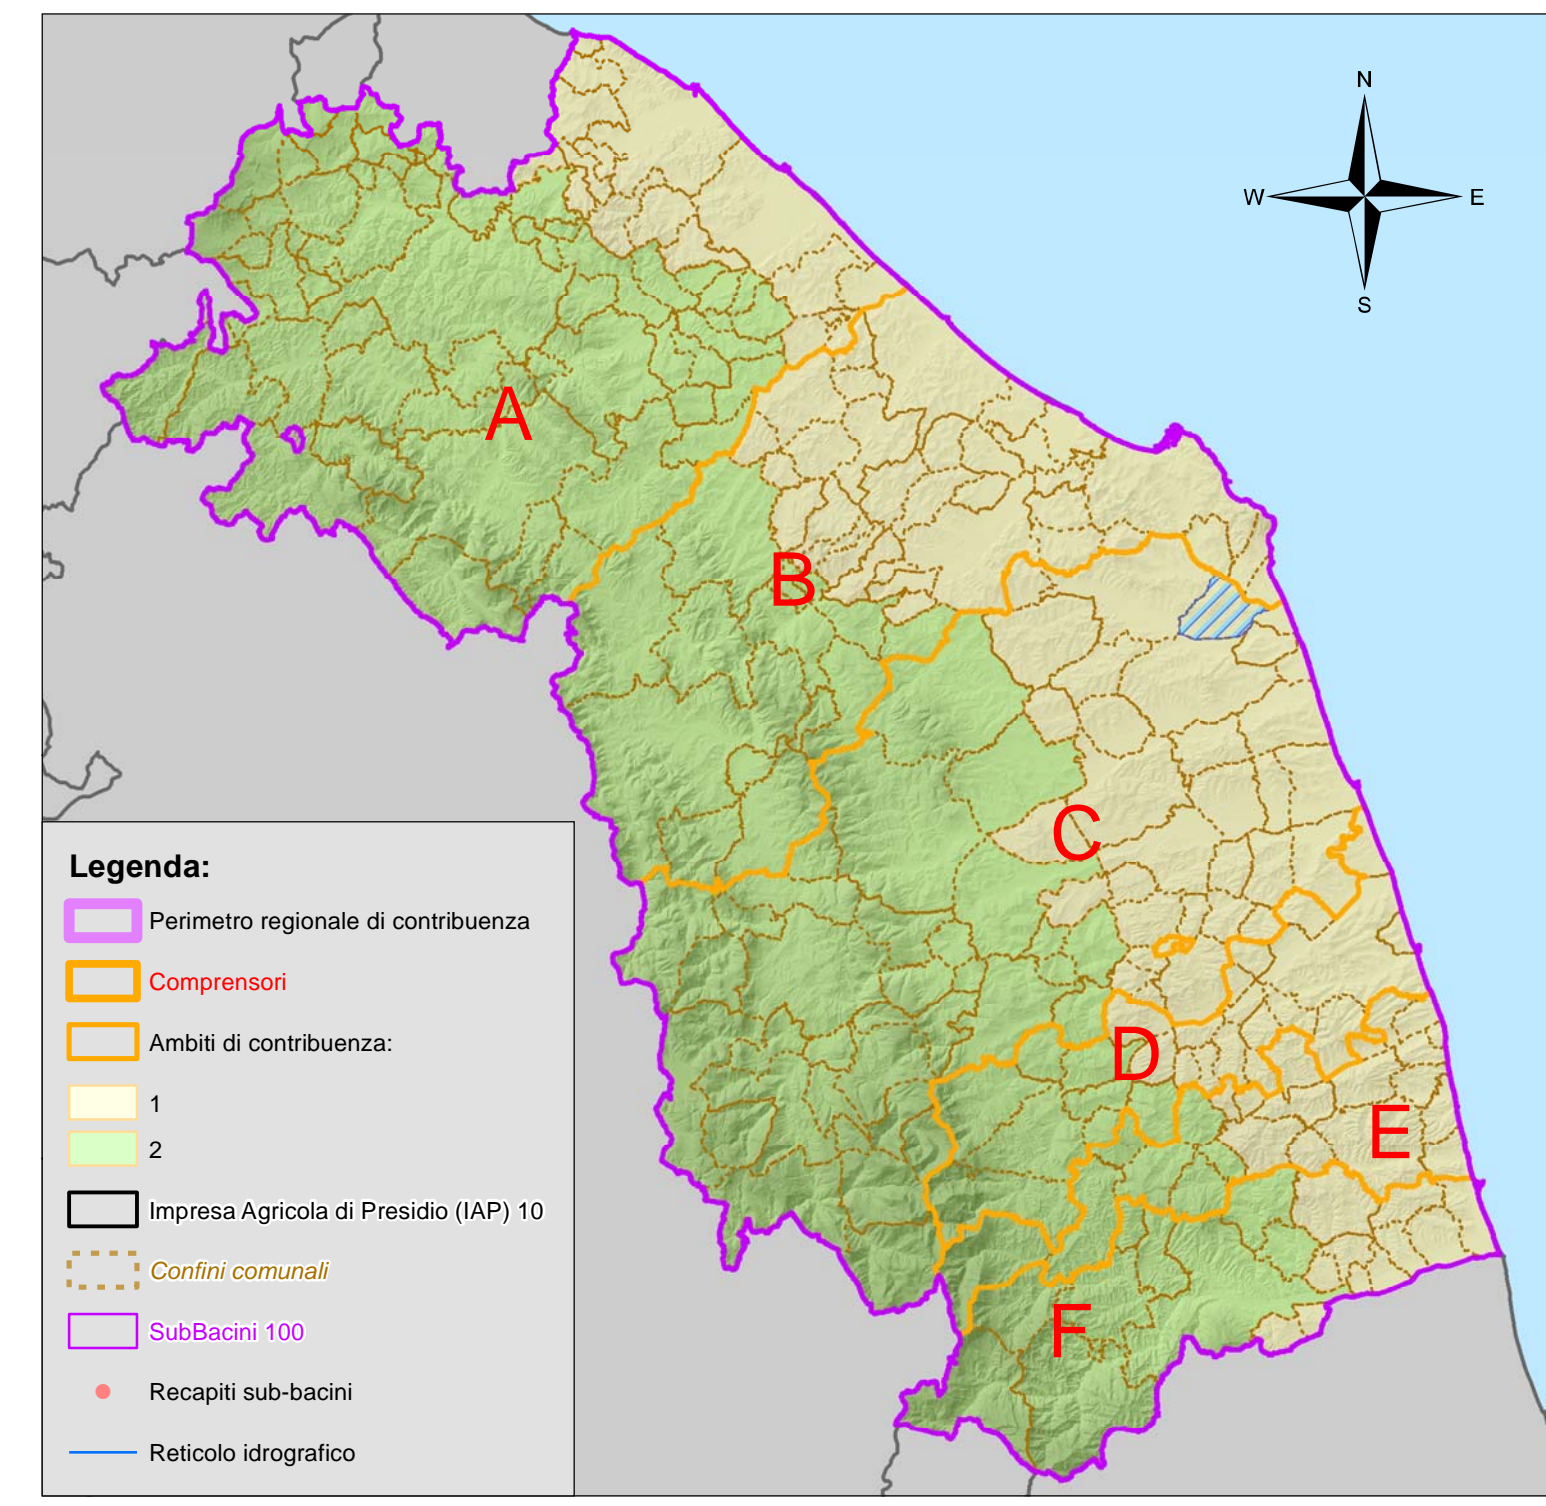 N
W
E
S
A
B
C
D
E
F
Legenda:
Perimetro regionale di contribuenza
Comprensori
Ambiti di contribuenza:
1
2
Impresa Agricola di Presidio (IAP) 10
Confini comunali
SubBacini 100
Recapiti sub-bacini
Reticolo idrografico